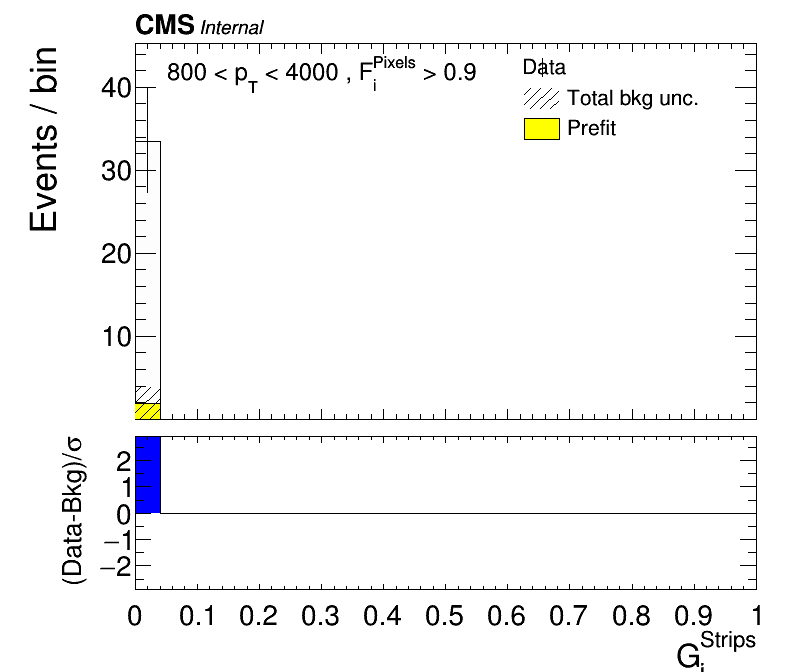 CMS Internal
800 < p_T < 4000 , F_i^Pixels > 0.9
Data
Total bkg unc.
Prefit
Events / bin
40
30
20
10
(Data-Bkg)/σ
2
1
0
−1
−2
0 0.1 0.2 0.3 0.4 0.5 0.6 0.7 0.8 0.9 1
G_i^Strips